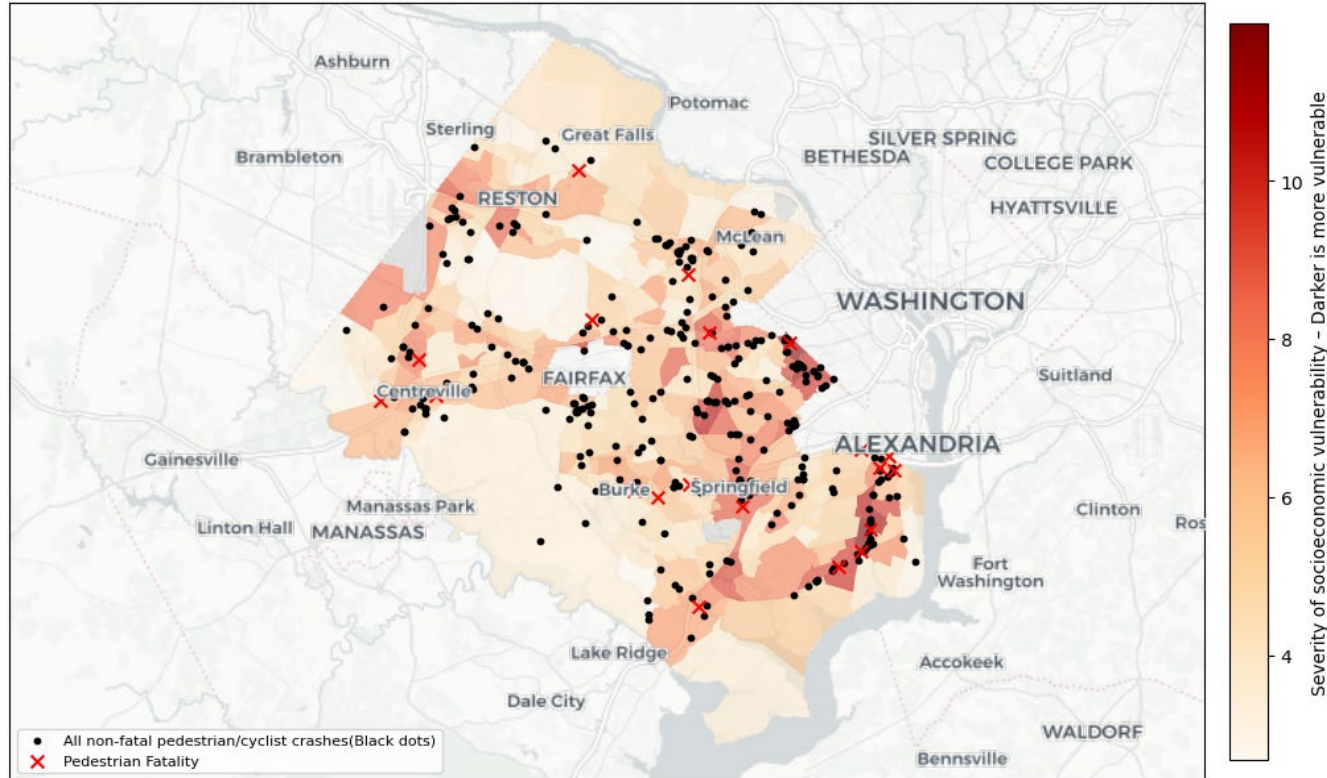 Ashburn
Potomac
Sterling
Great Falls
SILVER SPRING
BETHESDA
COLLEGE PARK
Brambleton
RESTON
HYATTSVILLE
McLean
WASHINGTON
Suitland
FAIRFAX
Centreville
ALEXANDRIA
Gainesville
Burke
Springfield
Manassas Park
Clinton
Linton Hall
MANASSAS
Ros
Fort
Washington
Lake Ridge
Accokeek
Dale City
WALDORF
Bennsville
All non-fatal pedestrian/cyclist crashes(Black dots)
Pedestrian Fatality
10
8
6
4
Severity of socioeconomic vulnerability – Darker is more vulnerable